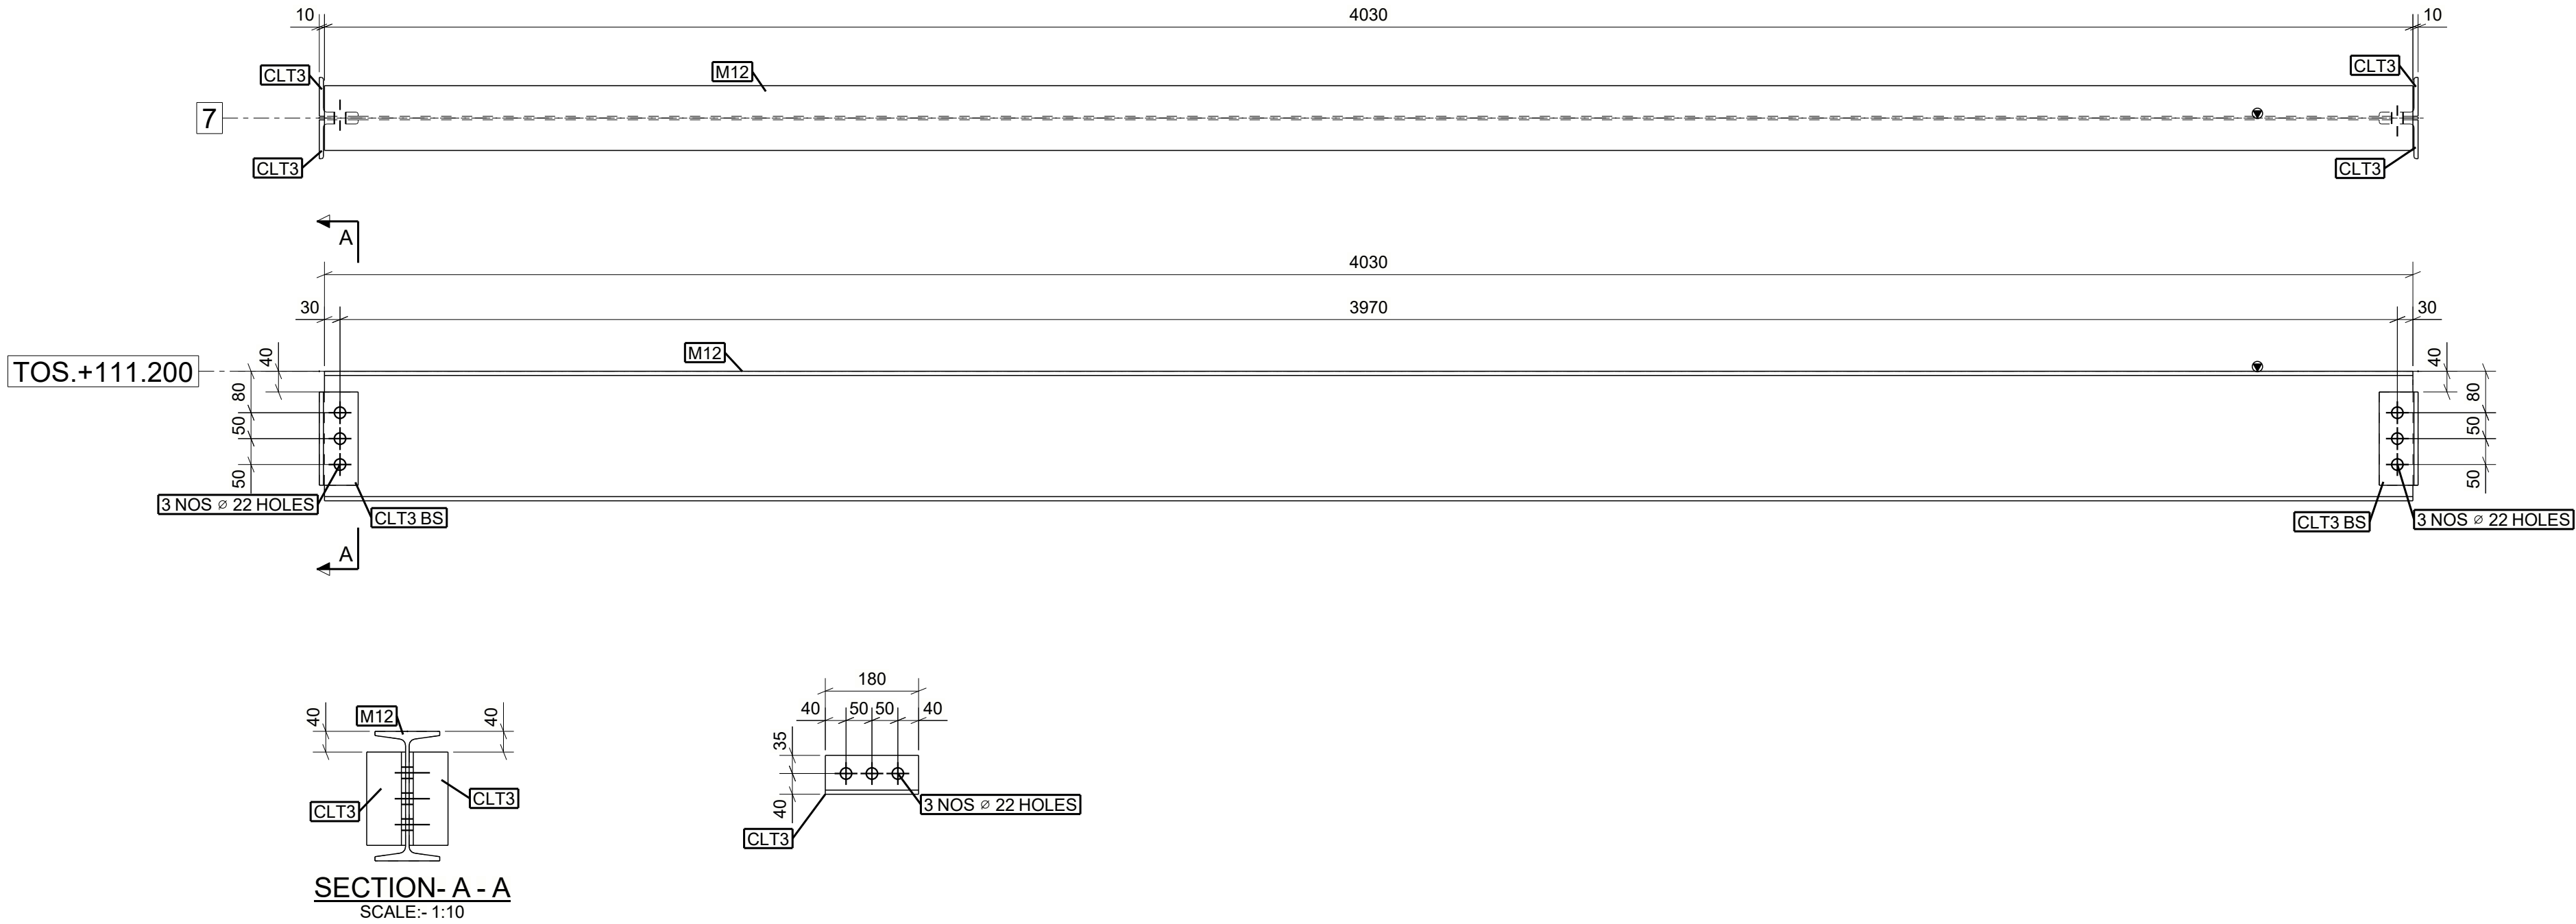 10
4030
10
CLT3
M12
CLT3
7
CLT3
CLT3
A
4030
30
3970
30
40
M12
40
TOS.+111.200
80
80
50
50
50
50
3 NOS ⌀ 22 HOLES
CLT3 BS
CLT3 BS
3 NOS ⌀ 22 HOLES
A
180
40
M12
40
40
50
50
40
35
CLT3
CLT3
40
3 NOS ⌀ 22 HOLES
CLT3
SECTION- A - A
SCALE:- 1:10